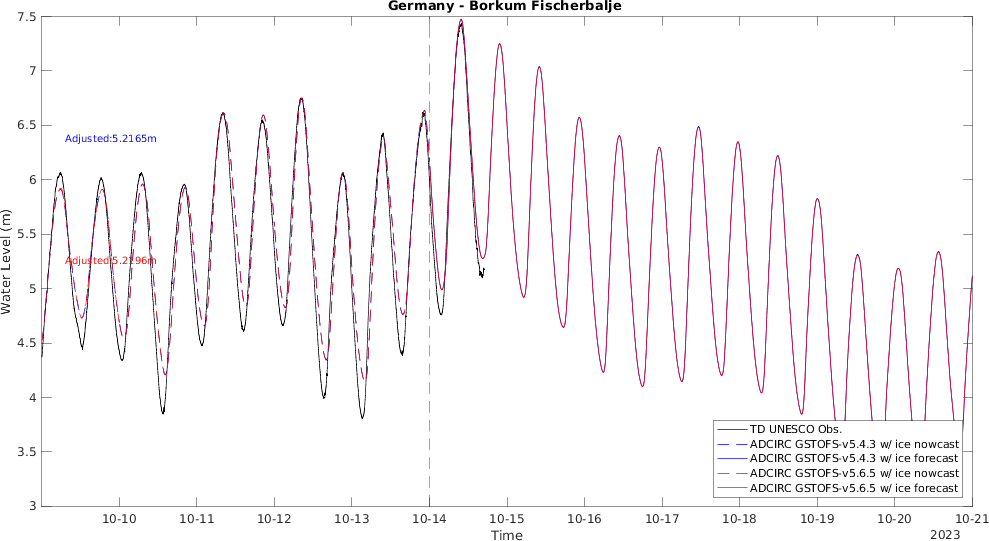 Germany - Borkum Fischerbalje
7.5
7
6.5
6
5.5
5
4.5
4
3.5
3
Water Level (m)
Adjusted:5.2165m
Adjusted:5.2196m
TD UNESCO Obs.
ADCIRC GSTOFS-v5.4.3 w/ ice nowcast
ADCIRC GSTOFS-v5.4.3 w/ ice forecast
ADCIRC GSTOFS-v5.6.5 w/ ice nowcast
ADCIRC GSTOFS-v5.6.5 w/ ice forecast
10-10 10-11 10-12 10-13 10-14 10-15 10-16 10-17 10-18 10-19 10-20 10-21
Time
2023